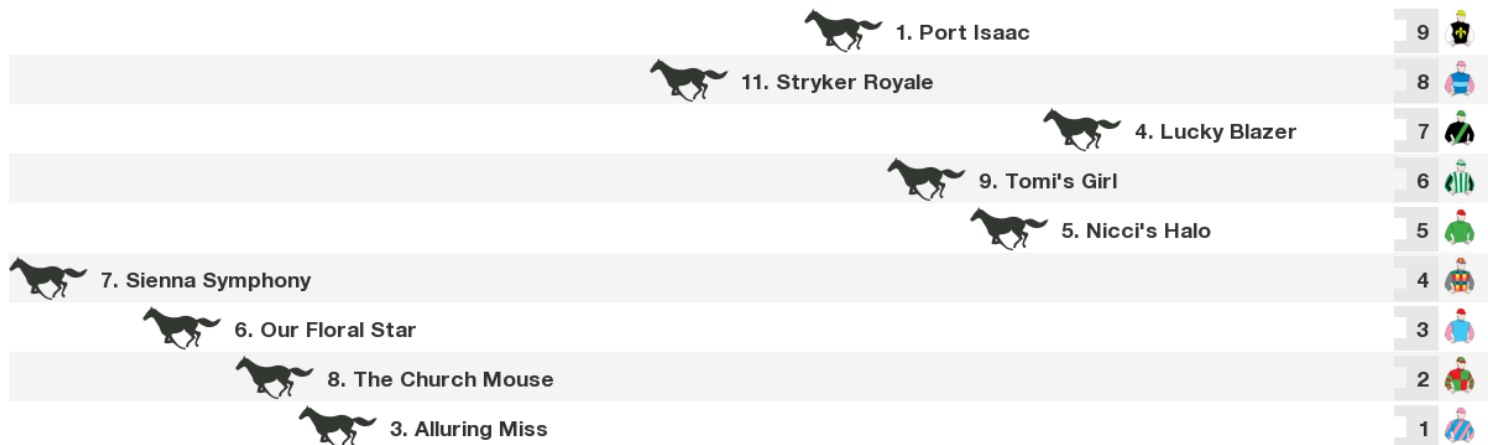 1. Port Isaac 9
11. Stryker Royale 8
4. Lucky Blazer 7
9. Tomi's Girl 6
5. Nicci's Halo 5
7. Sienna Symphony 4
6. Our Floral Star 3
8. The Church Mouse 2
3. Alluring Miss 1